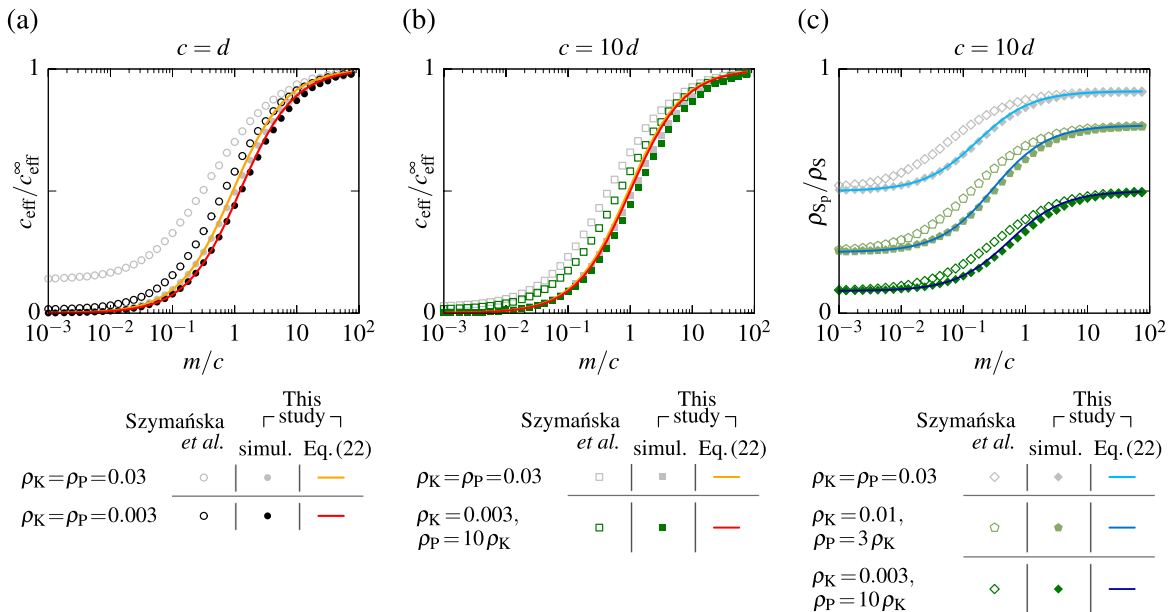 (a)
c = d
1
c_eff/c_eff^∞
0
10^−3 10^−2 10^−1 1 10 10^2
m/c
This
study
Szymańska
et al.
simul. Eq. (22)
ρ_K = ρ_P = 0.03
ρ_K = ρ_P = 0.003
(b)
c = 10 d
1
c_eff/c_eff^∞
0
10^−3 10^−2 10^−1 1 10 10^2
m/c
This
study
Szymańska
et al.
simul. Eq. (22)
ρ_K = ρ_P = 0.03
ρ_K = 0.003,
ρ_P = 10 ρ_K
(c)
c = 10 d
1
ρ_S_p/ρ_S
0
10^−3 10^−2 10^−1 1 10 10^2
m/c
This
study
Szymańska
et al.
simul. Eq. (22)
ρ_K = ρ_P = 0.03
ρ_K = 0.01,
ρ_P = 3 ρ_K
ρ_K = 0.003,
ρ_P = 10 ρ_K